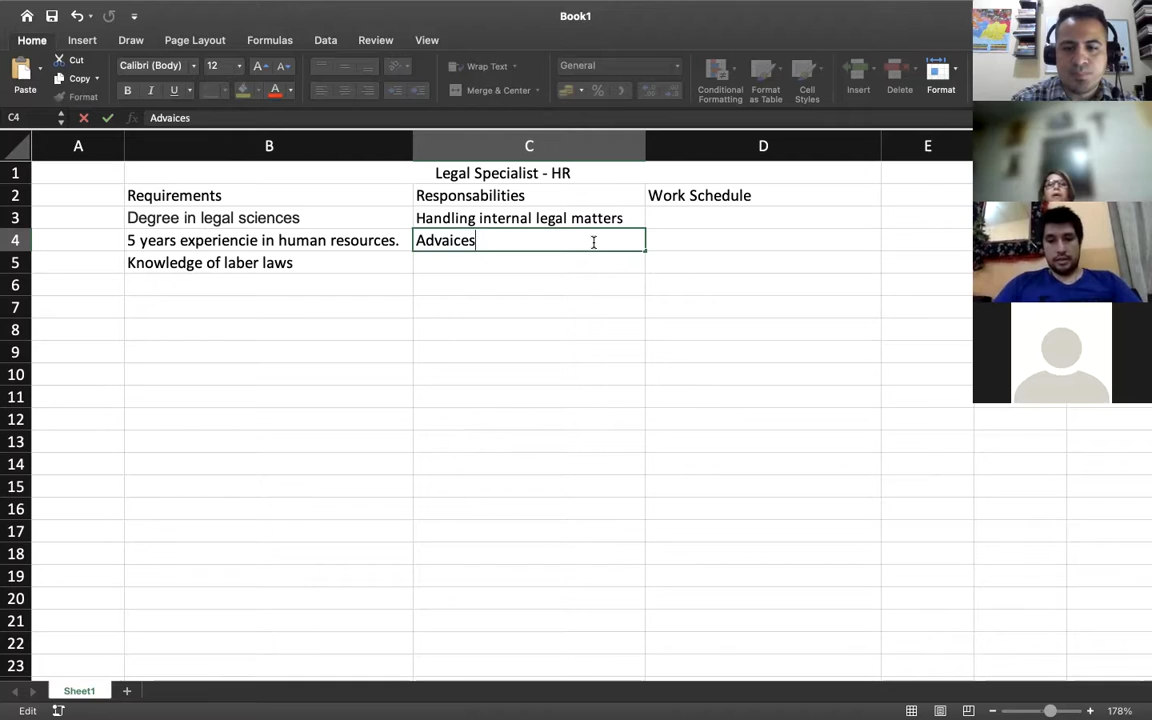 Book1
Home Insert Draw Page Layout Formulas Data Review View
Paste
Cut
Copy
Format
Calibri (Body) 12
B I U
Wrap Text
Merge & Center
General
Conditional Formatting
Format as Table
Cell Styles
Insert
Delete
Format
C4 fx Advaices
A B C D E
1 Legal Specialist - HR
2 Requirements Responsabilities Work Schedule
3 Degree in legal sciences Handling internal legal matters
4 5 years experiencie in human resources. Advaices
5 Knowledge of laber laws
6
7
8
9
10
11
12
13
14
15
16
17
18
19
20
21
22
23
Sheet1
Edit 178%